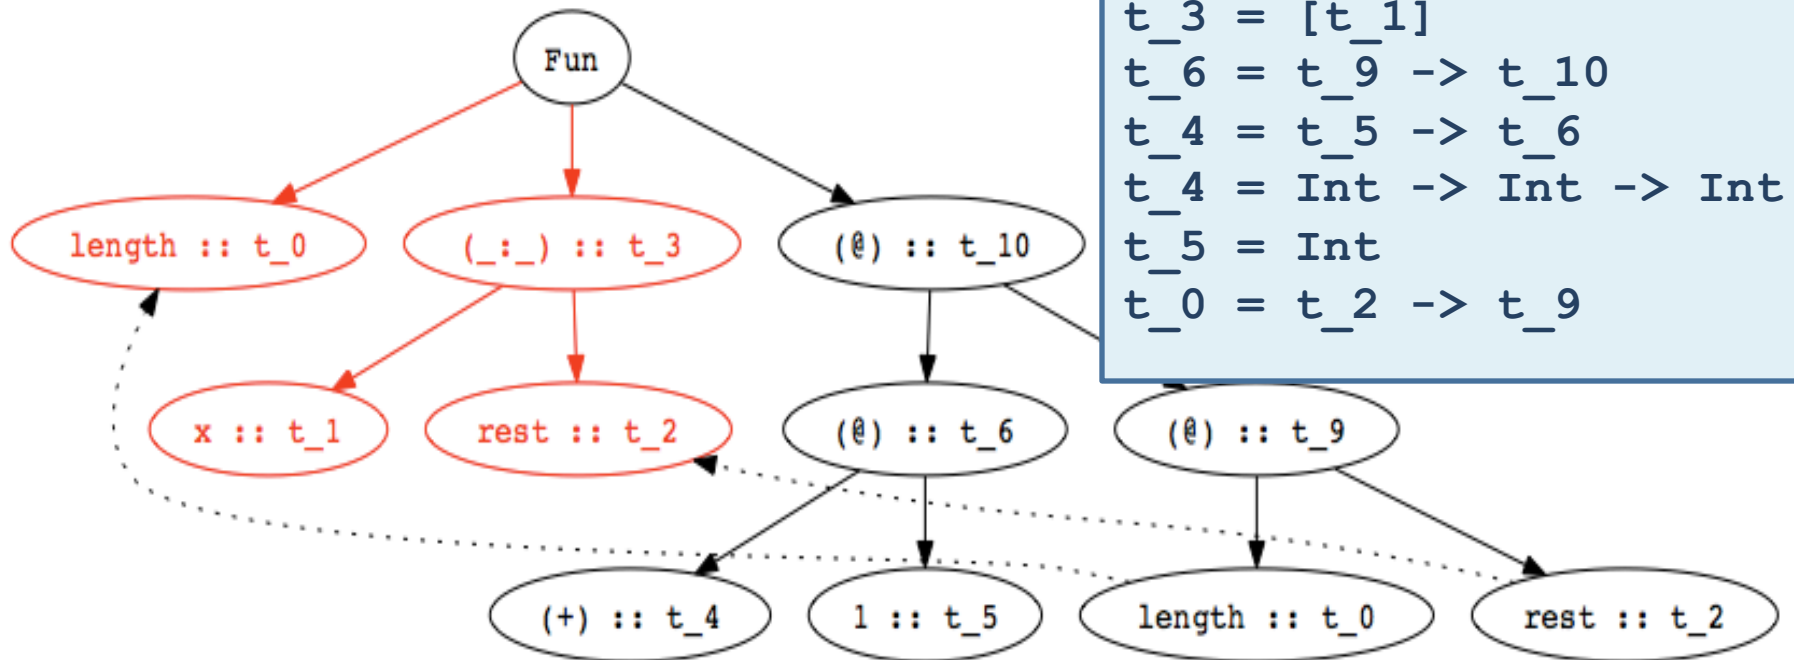 t_3 = [t_1]
t_6 = t_9 -> t_10
t_4 = t_5 -> t_6
t_4 = Int -> Int -> Int
t_5 = Int
t_0 = t_2 -> t_9
Fun
length :: t_0
(_:_) :: t_3
(@) :: t_10
x :: t_1
rest :: t_2
(@) :: t_6
(@) :: t_9
(+) :: t_4
1 :: t_5
length :: t_0
rest :: t_2